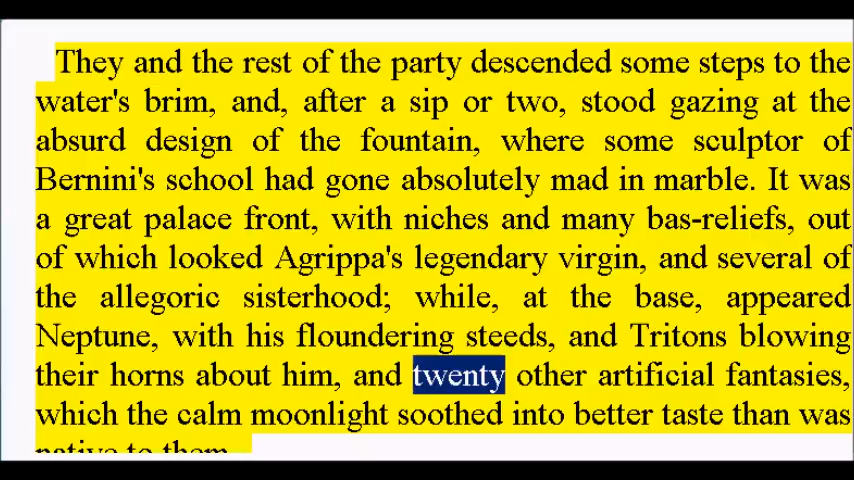 They and the rest of the party descended some steps to the
water's brim, and, after a sip or two, stood gazing at the
absurd design of the fountain, where some sculptor of
Bernini's school had gone absolutely mad in marble. It was
a great palace front, with niches and many bas-reliefs, out
of which looked Agrippa's legendary virgin, and several of
the allegoric sisterhood; while, at the base, appeared
Neptune, with his floundering steeds, and Tritons blowing
their horns about him, and twenty other artificial fantasies,
which the calm moonlight soothed into better taste than was
native to them.